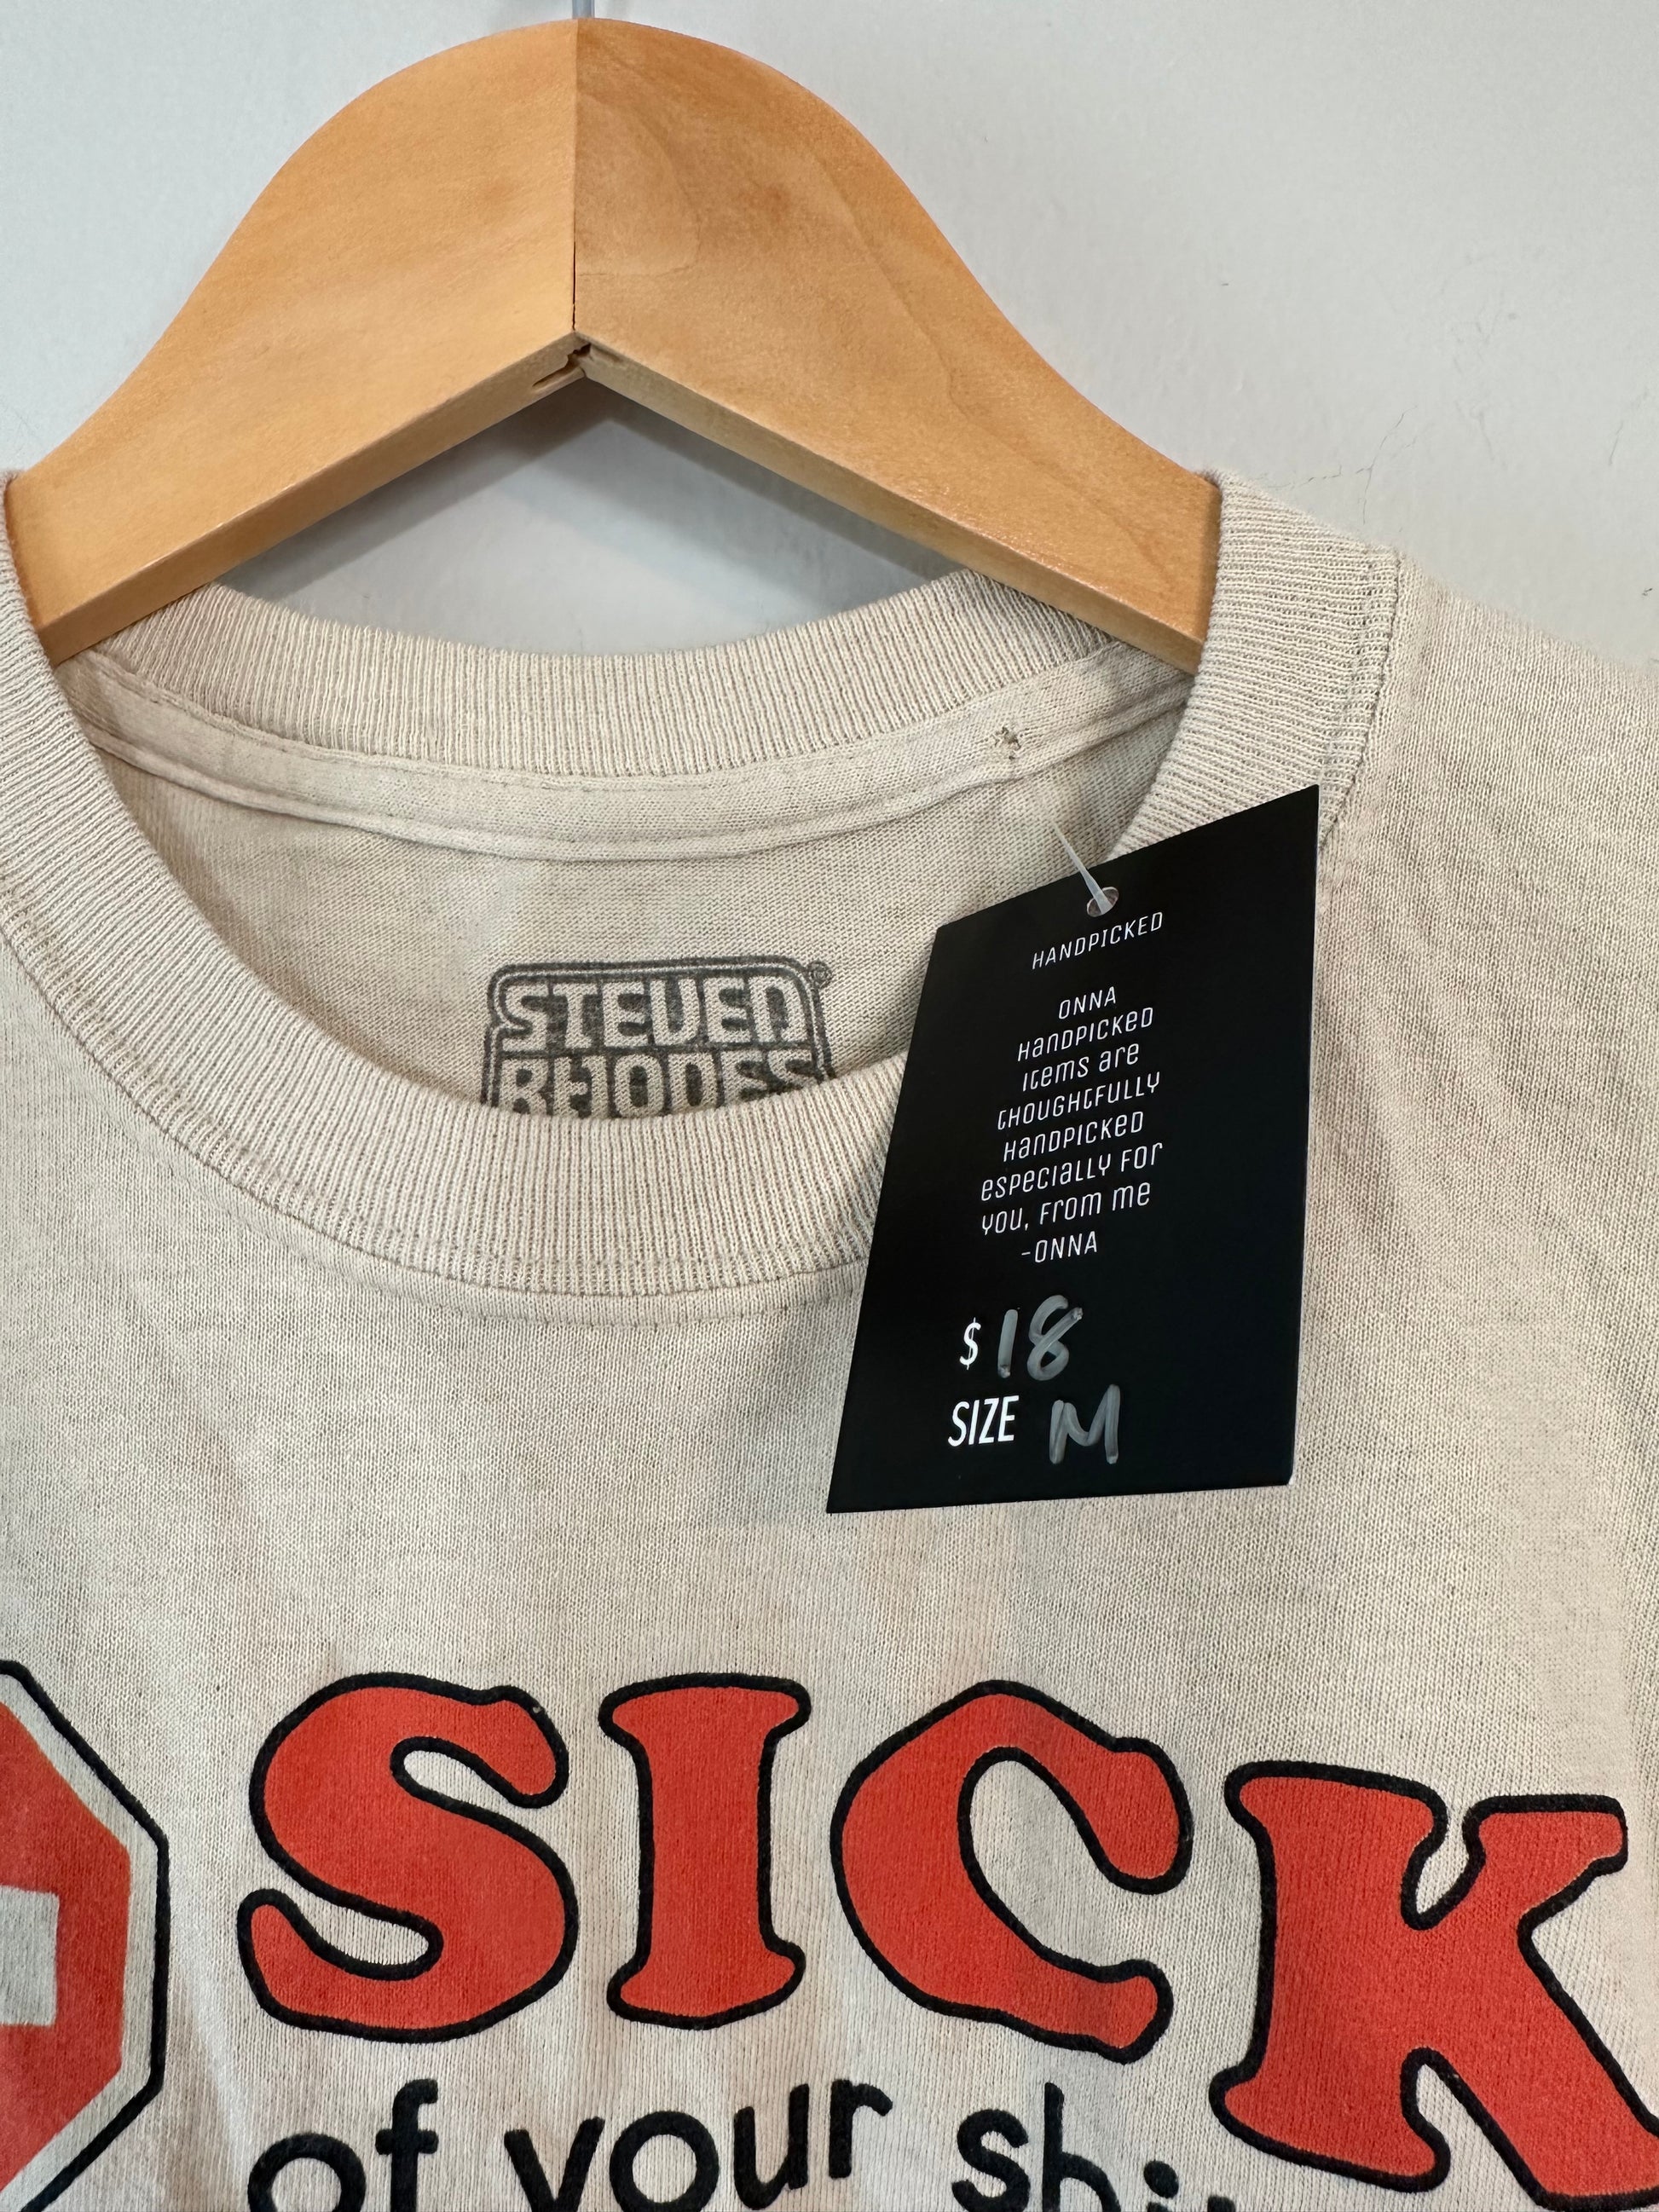 STEVEN
RHODES
®
HANDPICKED
ONNA
HANDPICKED
ITEMS ARE
THOUGHTFULLY
HANDPICKED
ESPECIALLY FOR
YOU, FROM ME
-ONNA
$ 18
SIZE M
SICK
of your